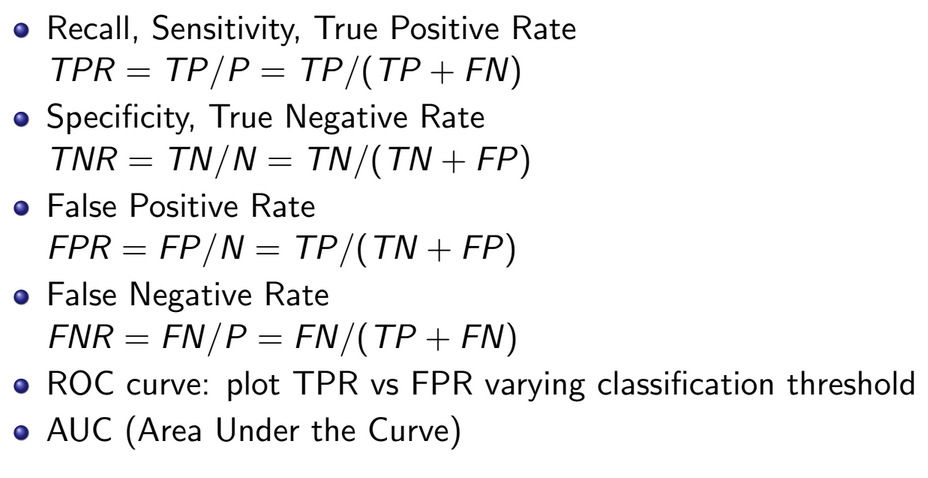 Recall, Sensitivity, True Positive Rate
TPR = TP/P = TP/(TP + FN)
Specificity, True Negative Rate
TNR = TN/N = TN/(TN + FP)
False Positive Rate
FPR = FP/N = TP/(TN + FP)
False Negative Rate
FNR = FN/P = FN/(TP + FN)
ROC curve: plot TPR vs FPR varying classification threshold
AUC (Area Under the Curve)